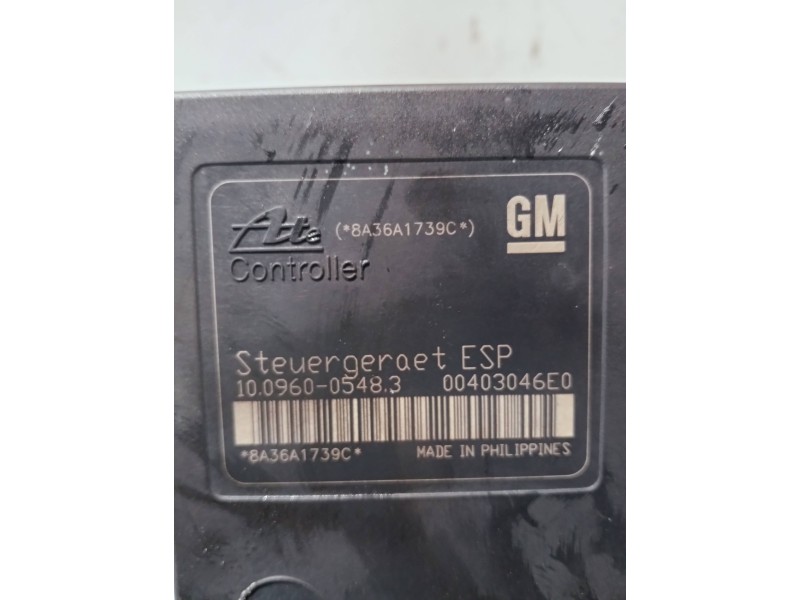 Ate (*8A36A1739C*) GM
Controller
Steuergeraet ESP
10.0960-0548.3 00403046E0
*8A36A1739C* MADE IN PHILIPPINES